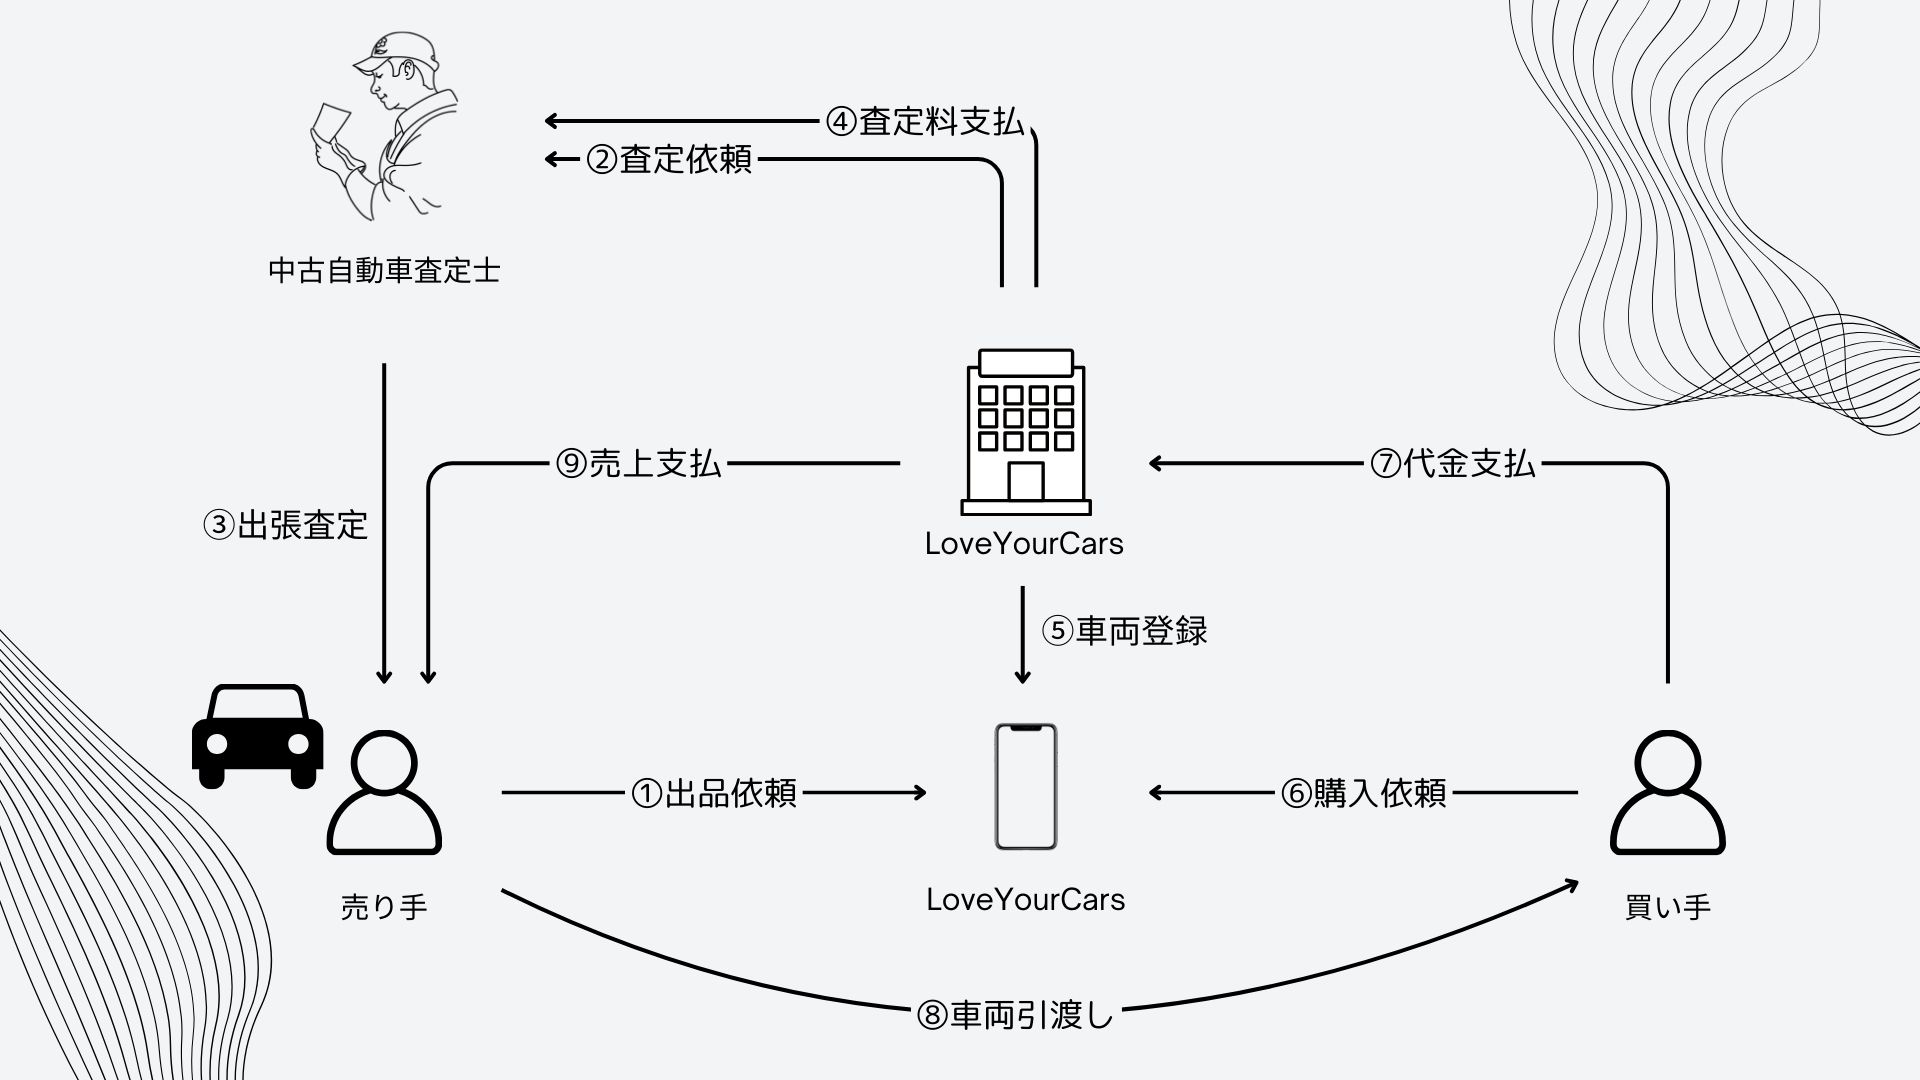 ④査定料支払
②査定依頼
中古自動車査定士
⑨売上支払
⑦代金支払
③出張査定
LoveYourCars
⑤車両登録
①出品依頼
⑥購入依頼
売り手
LoveYourCars
買い手
⑧車両引渡し